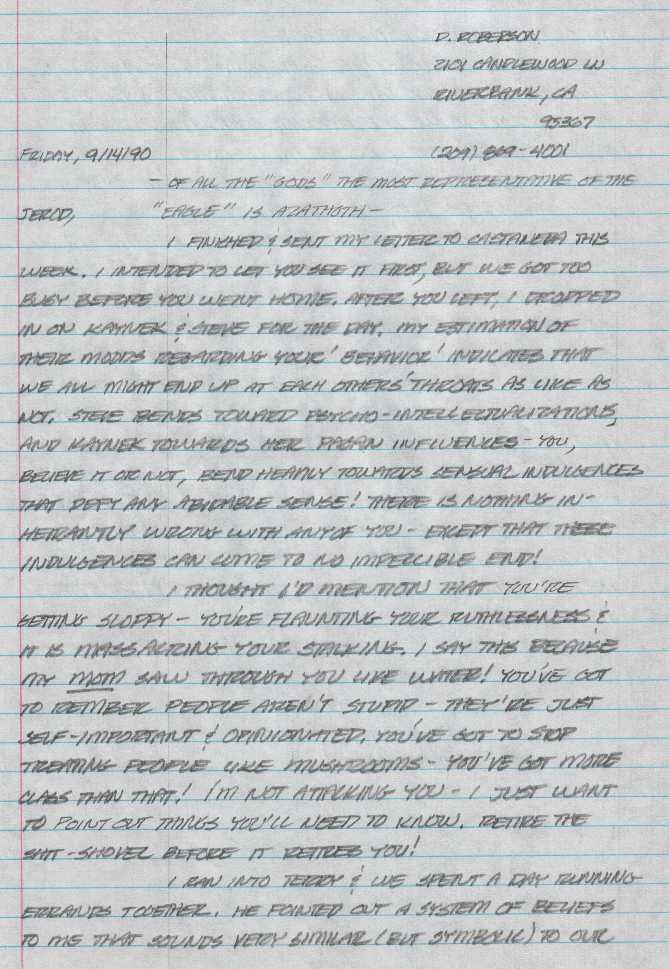 D. ROBERSON
2101 CANDLEWOOD LN
RIVERBANK, CA
95367
FRIDAY, 9/14/90
(209) 869-4001
- OF ALL THE "GODS" THE MOST REPRESENTATIVE OF THE
JEROD,
"EAGLE" IS AZATHOTH -
I FINISHED & SENT MY LETTER TO CASTANEDA THIS
WEEK. I INTENDED TO LET YOU SEE IT FIRST, BUT WE GOT TOO
BUSY BEFORE YOU WENT HOME. AFTER YOU LEFT, I DROPPED
IN ON KAYNEK & STEVE FOR THE DAY. MY ESTIMATION OF
THEIR MOODS REGARDING YOUR 'BEHAVIOR' INDICATES THAT
WE ALL MIGHT END UP AT EACH OTHERS' THROATS AS LIKE AS
NOT. STEVE BENDS TOWARD PSYCHO-INTELLECTUALIZATIONS,
AND KAYNEK TOWARDS HER PAGAN INFLUENCES - YOU,
BELIEVE IT OR NOT, BEND HEAVILY TOWARDS SENSUAL INDULGENCES
THAT DEFY ANY ABIDABLE SENSE! THERE IS NOTHING IN-
HEIRANTLY WRONG WITH ANY OF YOU - EXCEPT THAT THESE
INDULGENCES CAN COME TO NO IMPECCIBLE END!
I THOUGHT I'D MENTION THAT YOU'RE
GETTING SLOPPY - YOU'RE FLAUNTING YOUR RUTHLESSNESS &
IT IS MASSACRING YOUR STALKING. I SAY THIS BECAUSE
MY MOM SAW THROUGH YOU LIKE WATER! YOU'VE GOT
TO REMBER PEOPLE AREN'T STUPID - THEY'RE JUST
SELF-IMPORTANT & OPINIONATED. YOU'VE GOT TO STOP
TREATING PEOPLE LIKE MUSHROOMS - YOU'VE GOT MORE
CLASS THAN THAT! I'M NOT ATTACKING YOU - I JUST WANT
TO POINT OUT THINGS YOU'LL NEED TO KNOW. RETIRE THE
SHIT-SHOVEL BEFORE IT RETIRES YOU!
I RAN INTO TERRY & WE SPENT A DAY RUNNING
ERRANDS TOGETHER. HE POINTED OUT A SYSTEM OF BELIEFS
TO ME THAT SOUNDS VERY SIMILAR (BUT SYMBOLIC) TO OUR